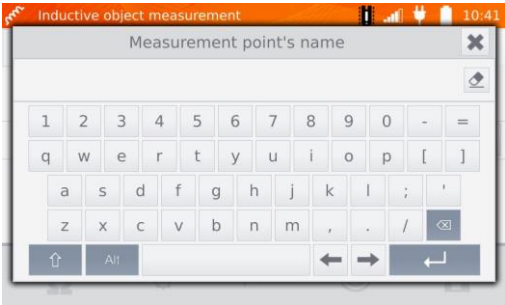 Inductive object measurement 10:41
Measurement point's name
1 2 3 4 5 6 7 8 9 0 - =
q w e r t y u i o p [ ]
a s d f g h j k l ; '
z x c v b n m , . /
Alt